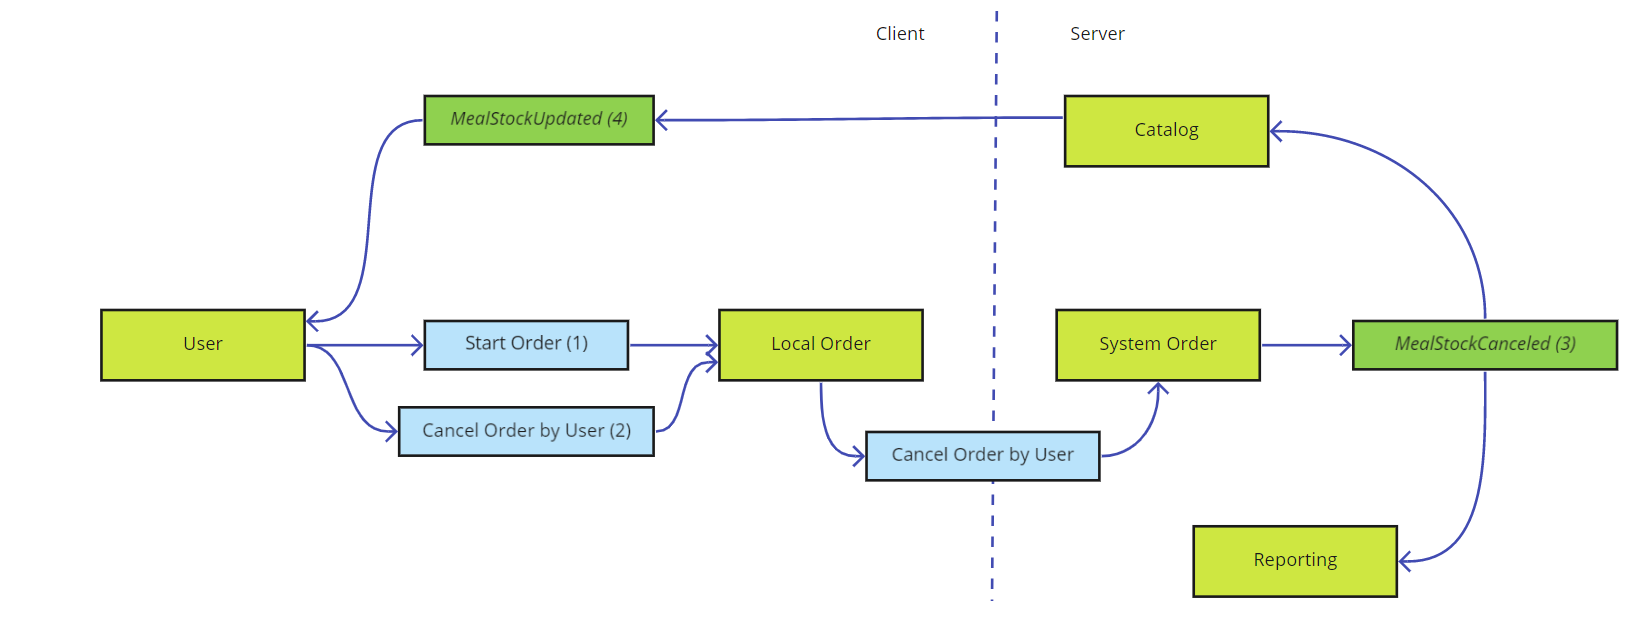 Client
Server
MealStockUpdated (4)
Catalog
User
Start Order (1)
Local Order
System Order
MealStockCanceled (3)
Cancel Order by User (2)
Cancel Order by User
Reporting